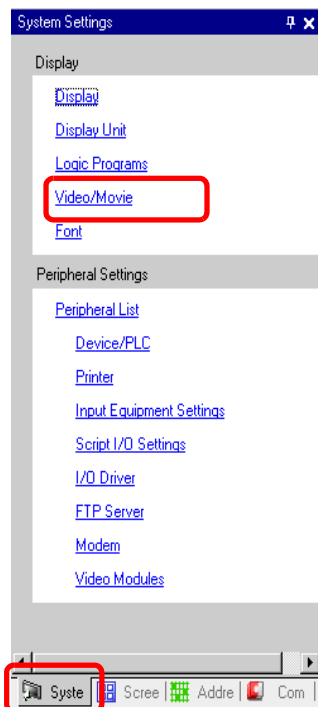 System Settings
Display
Display
Display Unit
Logic Programs
Video/Movie
Font
Peripheral Settings
Peripheral List
Device/PLC
Printer
Input Equipment Settings
Script I/O Settings
I/O Driver
FTP Server
Modem
Video Modules
Syste Scree Addre Com